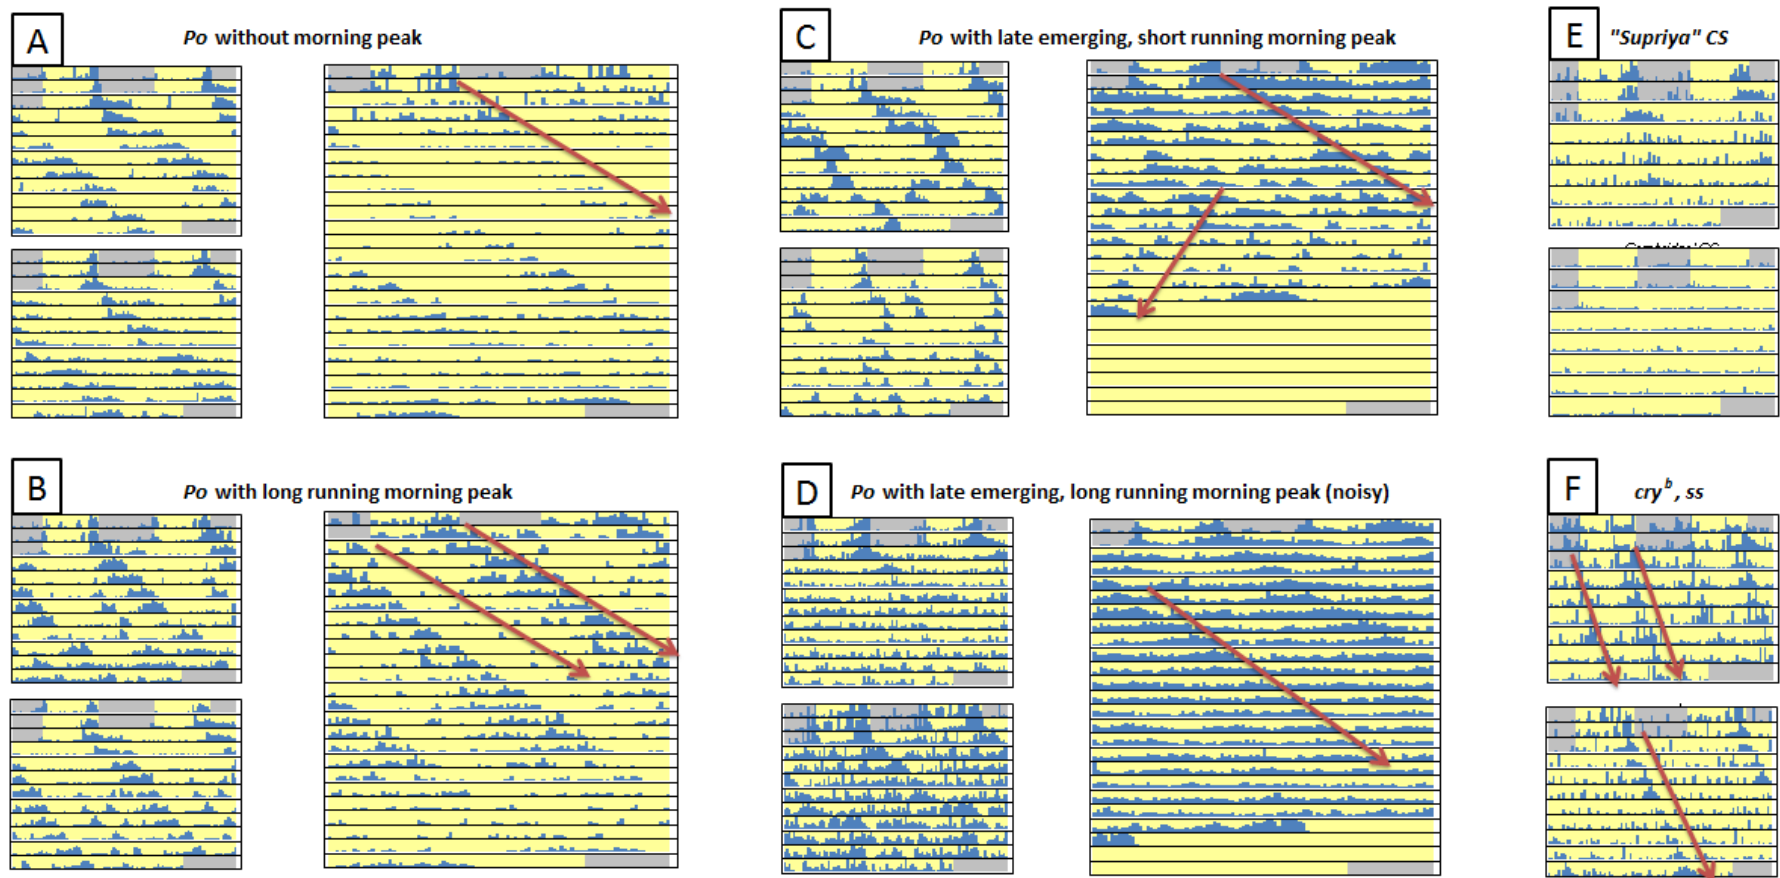 A
Po without morning peak
C
Po with late emerging, short running morning peak
E
"Supriya" CS
B
Po with long running morning peak
D
Po with late emerging, long running morning peak (noisy)
F
cry b, ss